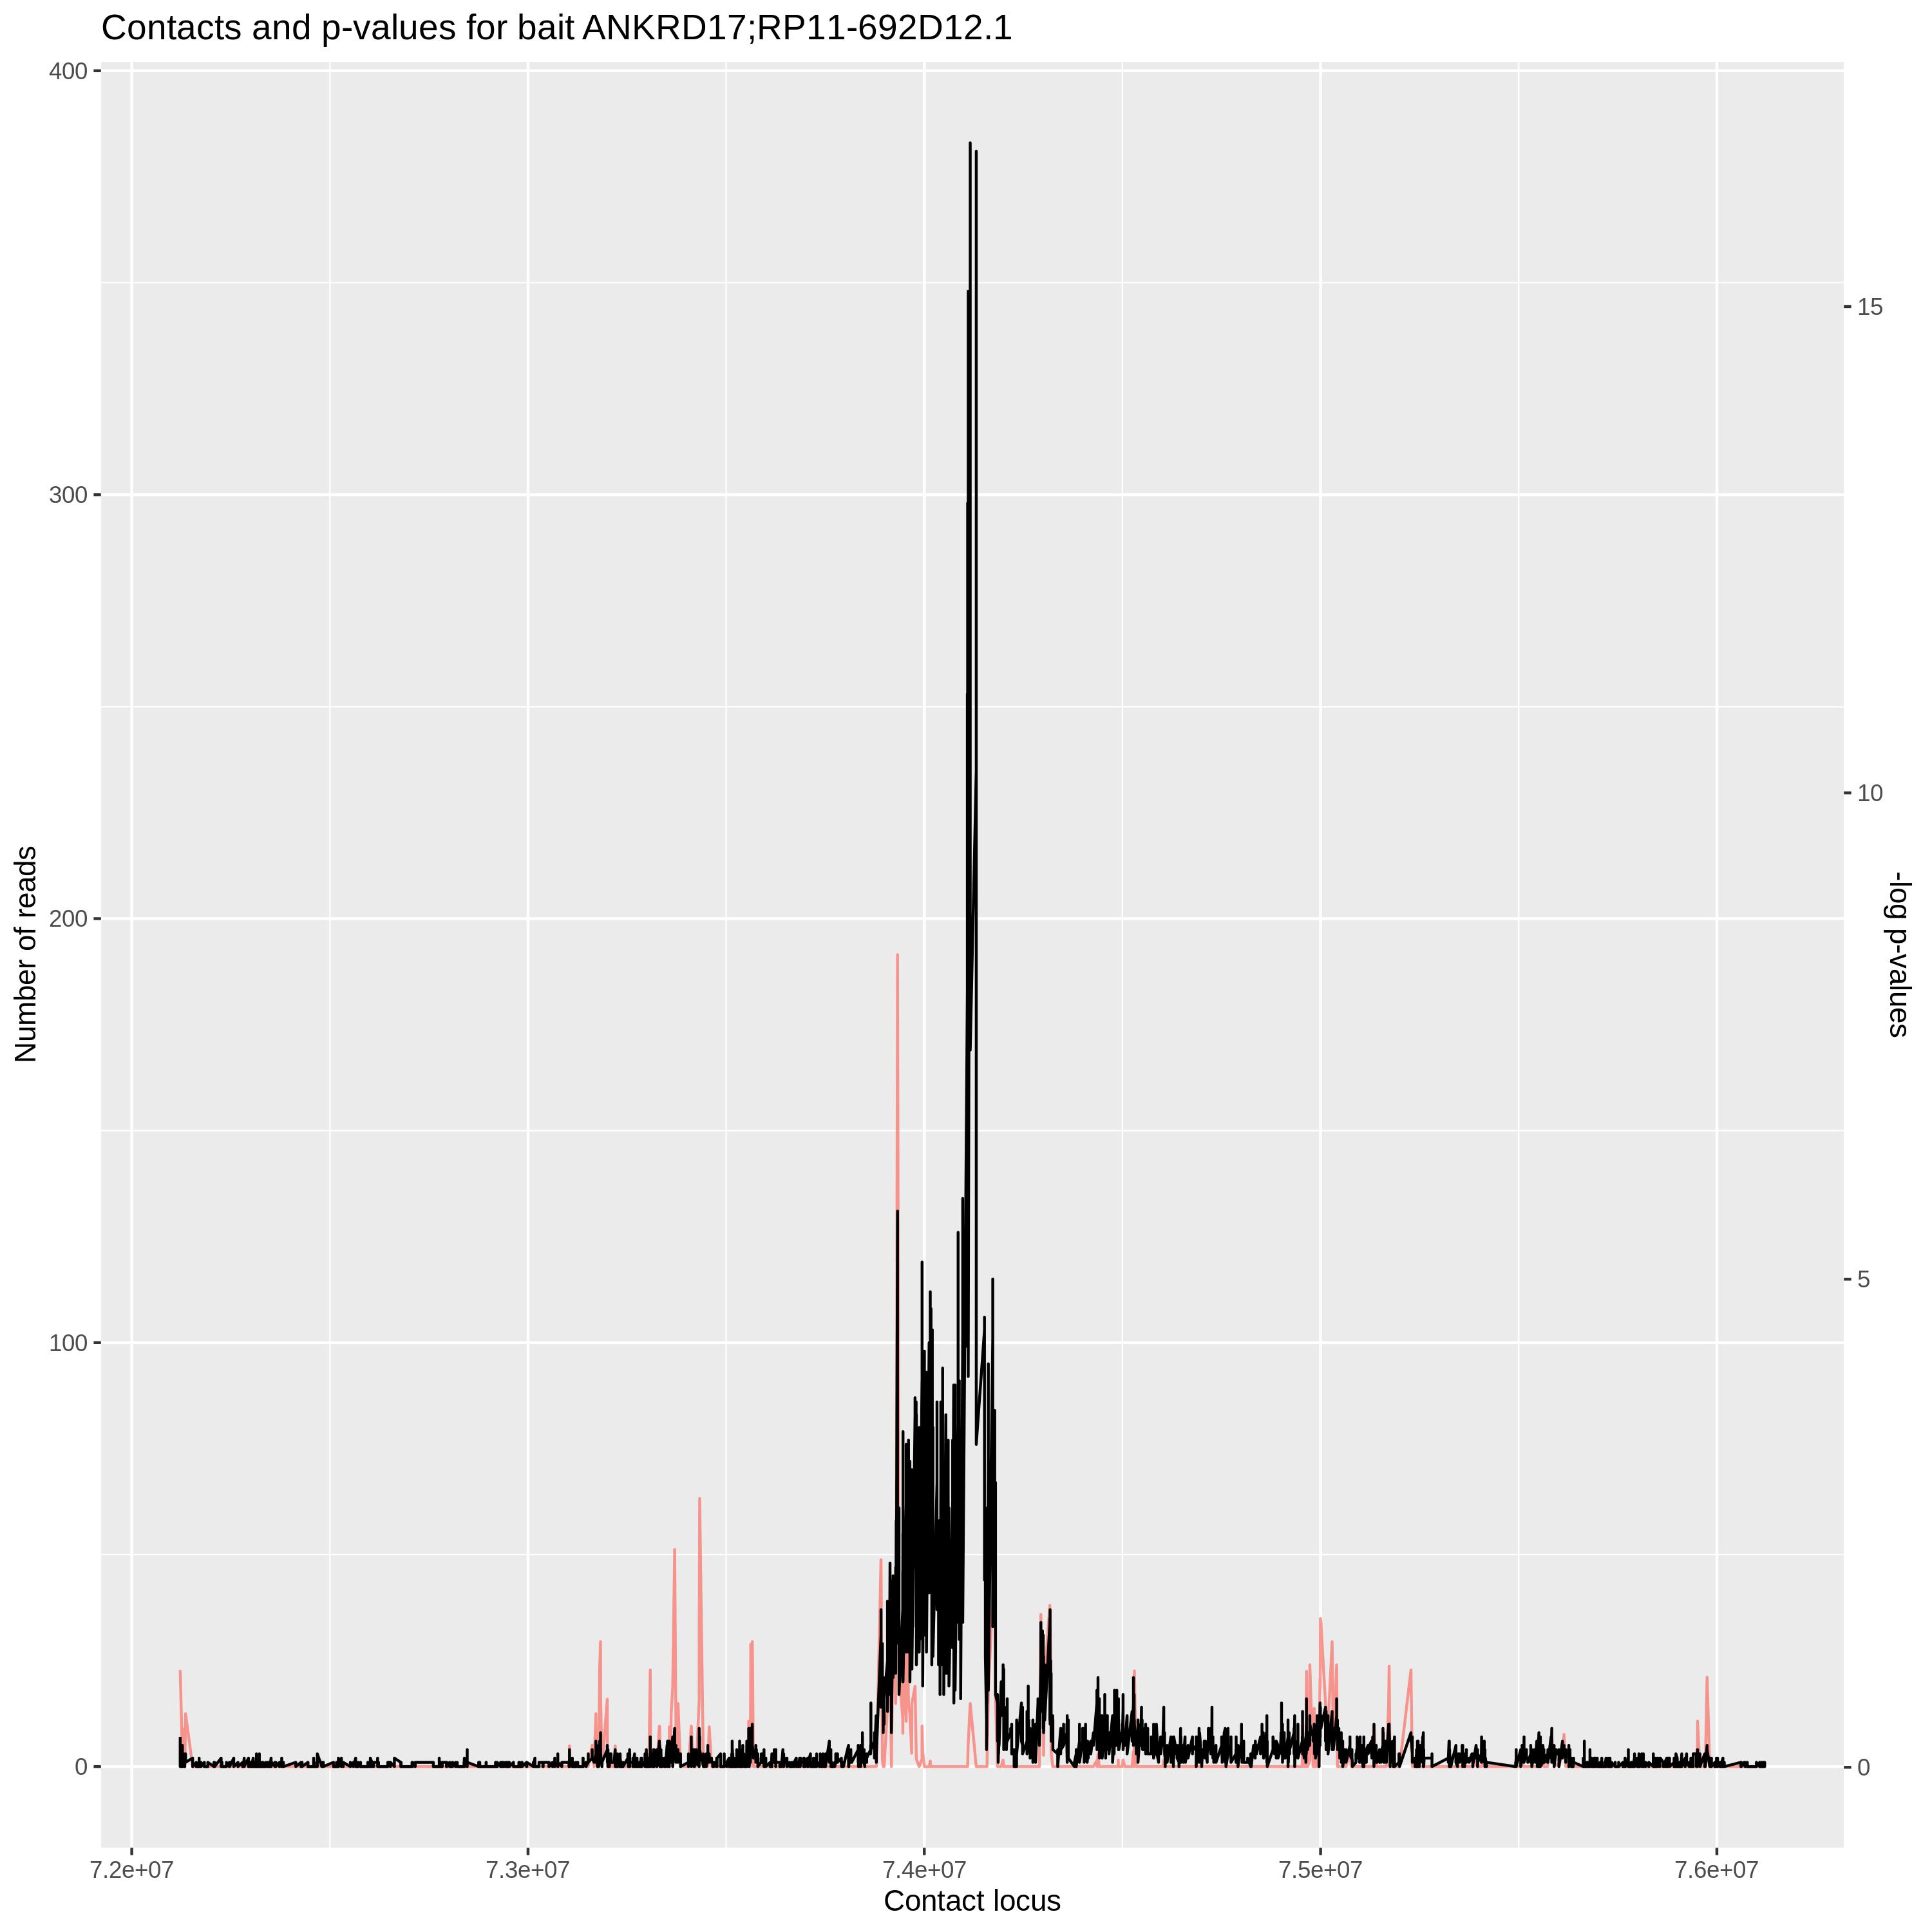 Contacts and p-values for bait ANKRD17;RP11-692D12.1
400
300
200
100
0
Number of reads
15
10
5
0
-log p-values
7.2e+07 7.3e+07 7.4e+07 7.5e+07 7.6e+07
Contact locus